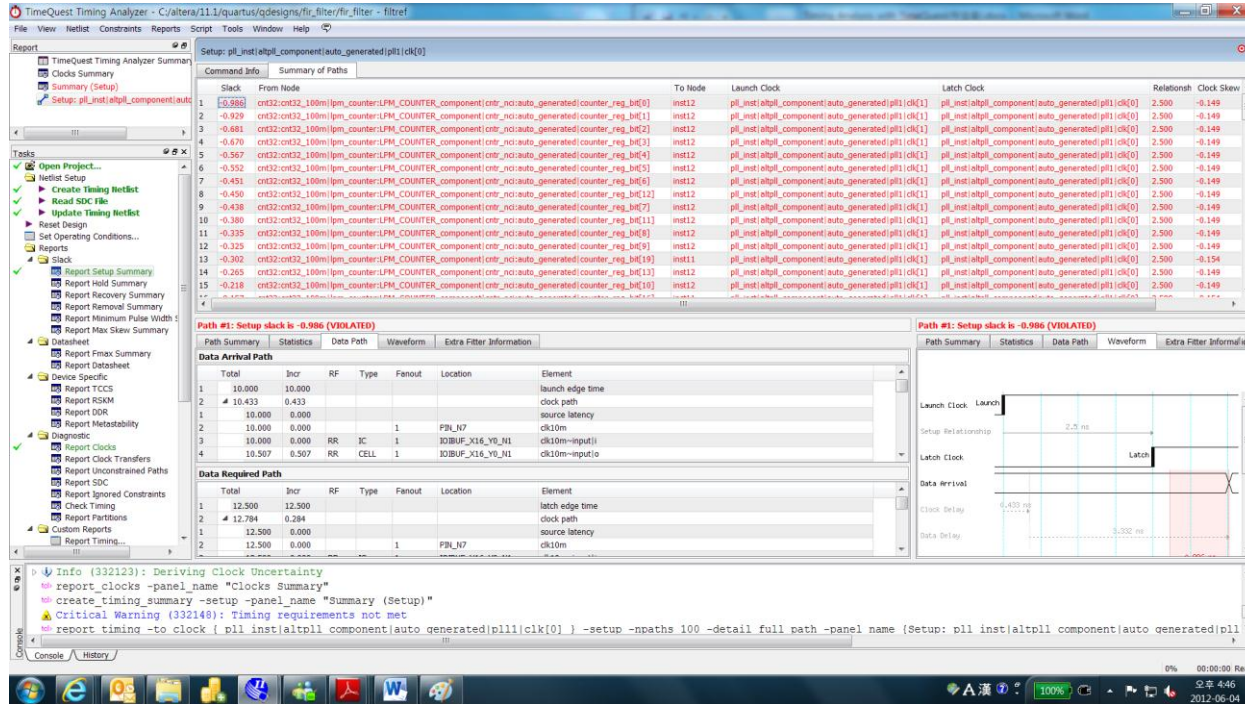 TimeQuest Timing Analyzer - C:/altera/11.1/quartus/qdesigns/fir_filter/fir_filter - filtref
File View Netlist Constraints Reports Script Tools Window Help
Report
TimeQuest Timing Analyzer Summary
Clocks Summary
Summary (Setup)
Setup: pll_inst|altpll_component|auto
Tasks
Open Project...
Netlist Setup
Create Timing Netlist
Read SDC File
Update Timing Netlist
Reset Design
Set Operating Conditions...
Reports
Slack
Report Setup Summary
Report Hold Summary
Report Recovery Summary
Report Removal Summary
Report Minimum Pulse Width S
Report Max Skew Summary
Datasheet
Report Fmax Summary
Report Datasheet
Device Specific
Report TCCS
Report RSKM
Report DDR
Report Metastability
Diagnostic
Report Clocks
Report Clock Transfers
Report Unconstrained Paths
Report SDC
Report Ignored Constraints
Check Timing
Report Partitions
Custom Reports
Report Timing...
Setup: pll_inst|altpll_component|auto_generated|pll1|clk[0]
Command Info Summary of Paths
Slack From Node To Node Launch Clock Latch Clock Relationsh Clock Skew
1 -0.986 cnt32:cnt32_100m|lpm_counter:LPM_COUNTER_component|cntr_nci:auto_generated|counter_reg_bit[0] inst12 pll_inst|altpll_component|auto_generated|pll1|clk[1] pll_inst|altpll_component|auto_generated|pll1|clk[0] 2.500 -0.149
2 -0.929 cnt32:cnt32_100m|lpm_counter:LPM_COUNTER_component|cntr_nci:auto_generated|counter_reg_bit[1] inst12 pll_inst|altpll_component|auto_generated|pll1|clk[1] pll_inst|altpll_component|auto_generated|pll1|clk[0] 2.500 -0.149
3 -0.681 cnt32:cnt32_100m|lpm_counter:LPM_COUNTER_component|cntr_nci:auto_generated|counter_reg_bit[2] inst12 pll_inst|altpll_component|auto_generated|pll1|clk[1] pll_inst|altpll_component|auto_generated|pll1|clk[0] 2.500 -0.149
4 -0.670 cnt32:cnt32_100m|lpm_counter:LPM_COUNTER_component|cntr_nci:auto_generated|counter_reg_bit[3] inst12 pll_inst|altpll_component|auto_generated|pll1|clk[1] pll_inst|altpll_component|auto_generated|pll1|clk[0] 2.500 -0.149
5 -0.567 cnt32:cnt32_100m|lpm_counter:LPM_COUNTER_component|cntr_nci:auto_generated|counter_reg_bit[4] inst12 pll_inst|altpll_component|auto_generated|pll1|clk[1] pll_inst|altpll_component|auto_generated|pll1|clk[0] 2.500 -0.149
6 -0.552 cnt32:cnt32_100m|lpm_counter:LPM_COUNTER_component|cntr_nci:auto_generated|counter_reg_bit[5] inst12 pll_inst|altpll_component|auto_generated|pll1|clk[1] pll_inst|altpll_component|auto_generated|pll1|clk[0] 2.500 -0.149
7 -0.451 cnt32:cnt32_100m|lpm_counter:LPM_COUNTER_component|cntr_nci:auto_generated|counter_reg_bit[6] inst12 pll_inst|altpll_component|auto_generated|pll1|clk[1] pll_inst|altpll_component|auto_generated|pll1|clk[0] 2.500 -0.149
8 -0.450 cnt32:cnt32_100m|lpm_counter:LPM_COUNTER_component|cntr_nci:auto_generated|counter_reg_bit[12] inst12 pll_inst|altpll_component|auto_generated|pll1|clk[1] pll_inst|altpll_component|auto_generated|pll1|clk[0] 2.500 -0.149
9 -0.438 cnt32:cnt32_100m|lpm_counter:LPM_COUNTER_component|cntr_nci:auto_generated|counter_reg_bit[7] inst12 pll_inst|altpll_component|auto_generated|pll1|clk[1] pll_inst|altpll_component|auto_generated|pll1|clk[0] 2.500 -0.149
10 -0.380 cnt32:cnt32_100m|lpm_counter:LPM_COUNTER_component|cntr_nci:auto_generated|counter_reg_bit[11] inst12 pll_inst|altpll_component|auto_generated|pll1|clk[1] pll_inst|altpll_component|auto_generated|pll1|clk[0] 2.500 -0.149
11 -0.335 cnt32:cnt32_100m|lpm_counter:LPM_COUNTER_component|cntr_nci:auto_generated|counter_reg_bit[8] inst12 pll_inst|altpll_component|auto_generated|pll1|clk[1] pll_inst|altpll_component|auto_generated|pll1|clk[0] 2.500 -0.149
12 -0.325 cnt32:cnt32_100m|lpm_counter:LPM_COUNTER_component|cntr_nci:auto_generated|counter_reg_bit[9] inst12 pll_inst|altpll_component|auto_generated|pll1|clk[1] pll_inst|altpll_component|auto_generated|pll1|clk[0] 2.500 -0.149
13 -0.302 cnt32:cnt32_100m|lpm_counter:LPM_COUNTER_component|cntr_nci:auto_generated|counter_reg_bit[19] inst11 pll_inst|altpll_component|auto_generated|pll1|clk[1] pll_inst|altpll_component|auto_generated|pll1|clk[0] 2.500 -0.154
14 -0.265 cnt32:cnt32_100m|lpm_counter:LPM_COUNTER_component|cntr_nci:auto_generated|counter_reg_bit[13] inst12 pll_inst|altpll_component|auto_generated|pll1|clk[1] pll_inst|altpll_component|auto_generated|pll1|clk[0] 2.500 -0.149
15 -0.218 cnt32:cnt32_100m|lpm_counter:LPM_COUNTER_component|cntr_nci:auto_generated|counter_reg_bit[10] inst12 pll_inst|altpll_component|auto_generated|pll1|clk[1] pll_inst|altpll_component|auto_generated|pll1|clk[0] 2.500 -0.149
Path #1: Setup slack is -0.986 (VIOLATED)
Path Summary Statistics Data Path Waveform Extra Fitter Information
Data Arrival Path
Total Incr RF Type Fanout Location Element
1 10.000 10.000 launch edge time
2 10.433 0.433 clock path
1 10.000 0.000 source latency
2 10.000 0.000 1 PIN_N7 clk10m
3 10.000 0.000 RR IC 1 IOIBUF_X16_Y0_N1 clk10m~input|i
4 10.507 0.507 RR CELL 1 IOIBUF_X16_Y0_N1 clk10m~input|o
Data Required Path
Total Incr RF Type Fanout Location Element
1 12.500 12.500 latch edge time
2 12.784 0.284 clock path
1 12.500 0.000 source latency
2 12.500 0.000 1 PIN_N7 clk10m
Path #1: Setup slack is -0.986 (VIOLATED)
Path Summary Statistics Data Path Waveform Extra Fitter Informati
Launch Clock Launch
Setup Relationship 2.5 ns
Latch Clock Latch
Data Arrival
Clock Delay 0.433 ns
Data Delay 3.332 ns
Info (332123): Deriving Clock Uncertainty
report_clocks -panel_name "Clocks Summary"
create_timing_summary -setup -panel_name "Summary (Setup)"
Critical Warning (332148): Timing requirements not met
report_timing -to_clock { pll_inst|altpll_component|auto_generated|pll1|clk[0] } -setup -npaths 100 -detail full_path -panel_name {Setup: pll_inst|altpll_component|auto_generated|pll
Console
Console History
0% 00:00:00 Re
A 漢
100%
오후 4:46
2012-06-04